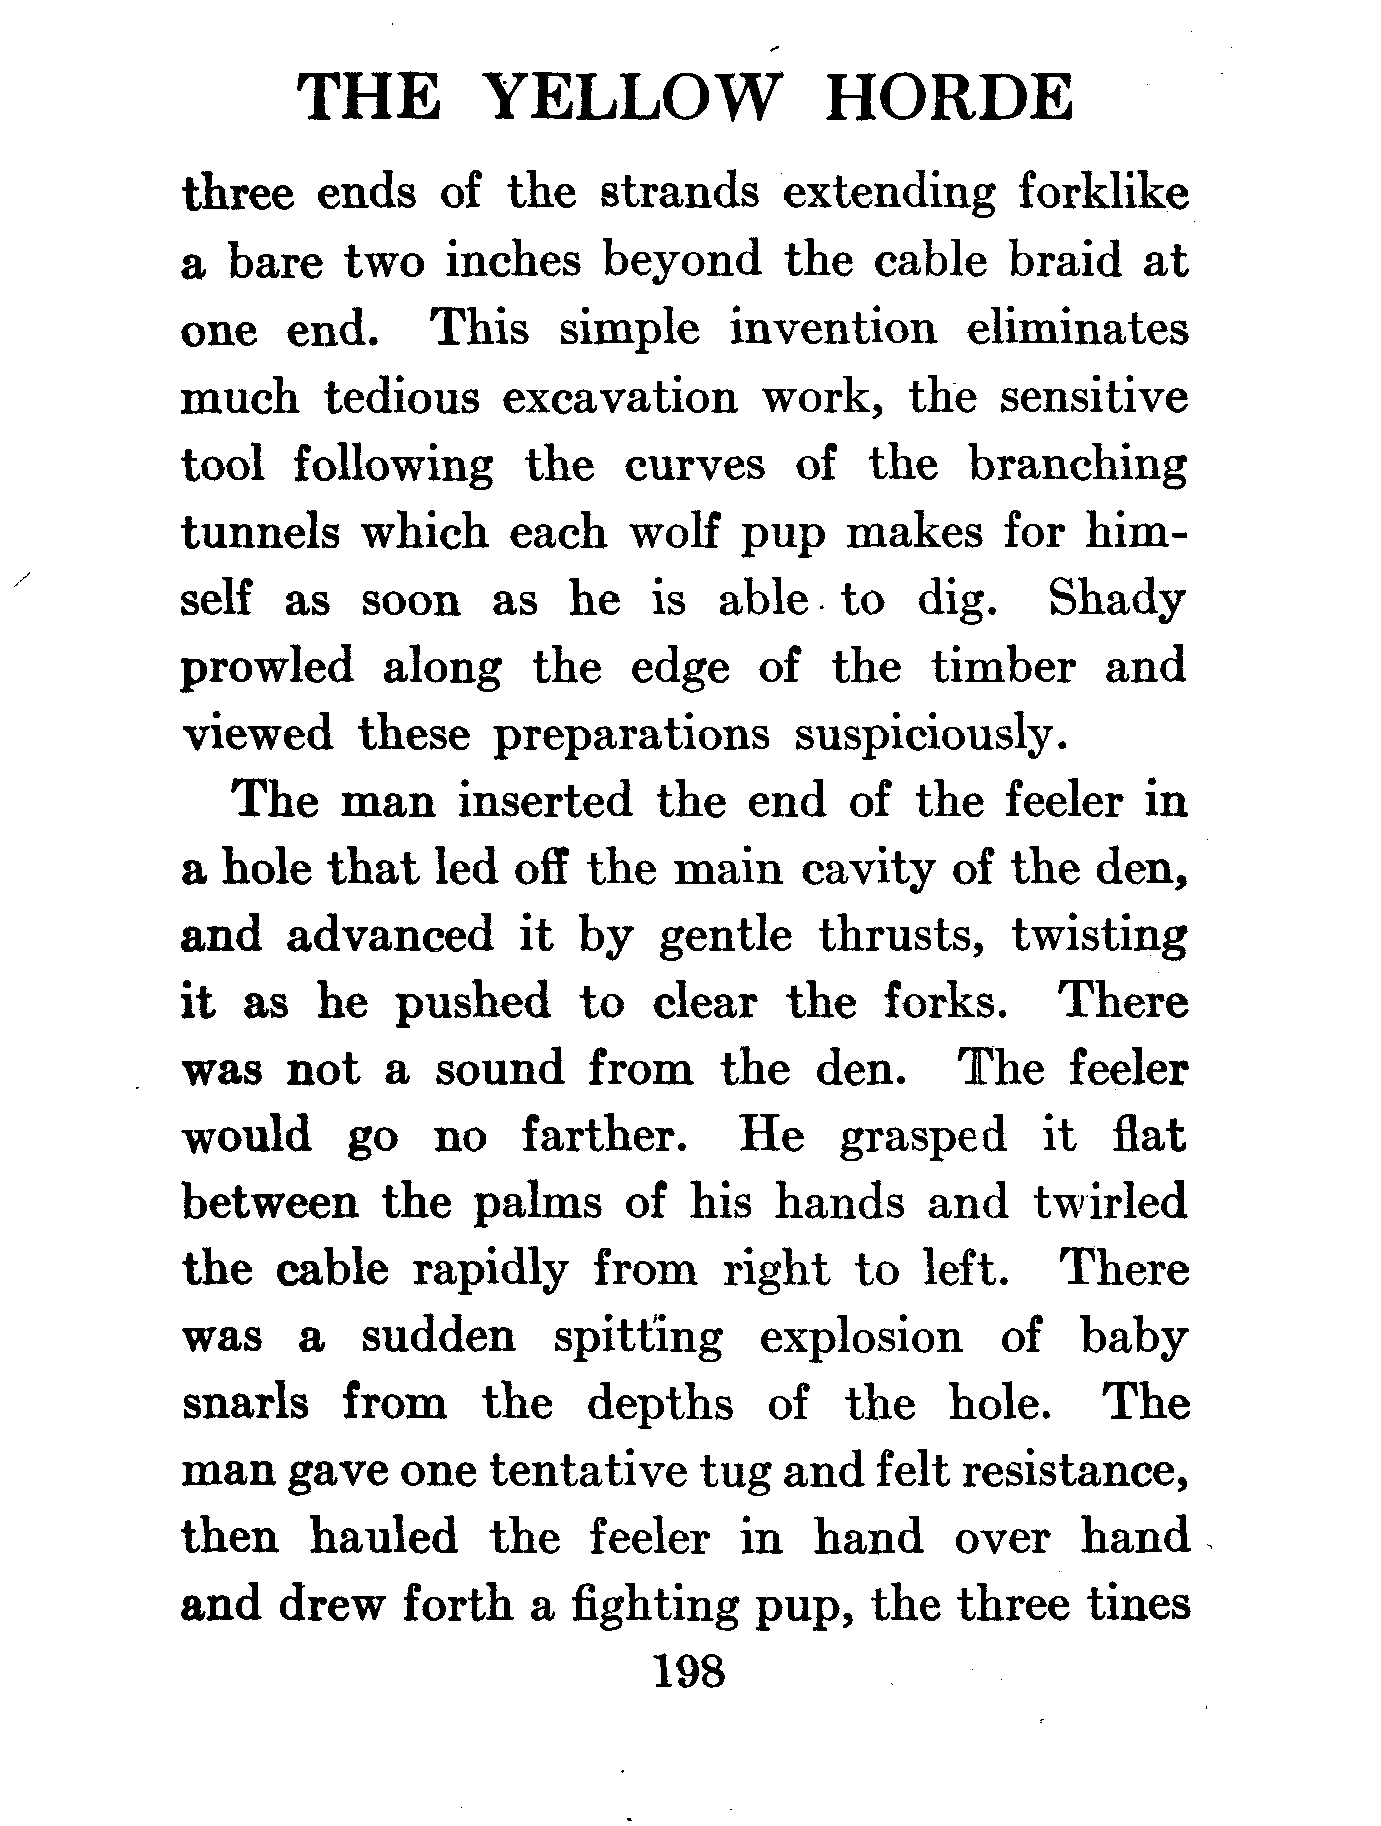 THE YELLOW HORDE
three ends of the strands extending forklike
a bare two inches beyond the cable braid at
one end. This simple invention eliminates
much tedious excavation work, the sensitive
tool following the curves of the branching
tunnels which each wolf pup makes for him-
self as soon as he is able to dig. Shady
prowled along the edge of the timber and
viewed these preparations suspiciously.
The man inserted the end of the feeler in
a hole that led off the main cavity of the den,
and advanced it by gentle thrusts, twisting
it as he pushed to clear the forks. There
was not a sound from the den. The feeler
would go no farther. He grasped it flat
between the palms of his hands and twirled
the cable rapidly from right to left. There
was a sudden spitting explosion of baby
snarls from the depths of the hole. The
man gave one tentative tug and felt resistance,
then hauled the feeler in hand over hand
and drew forth a fighting pup, the three tines
198